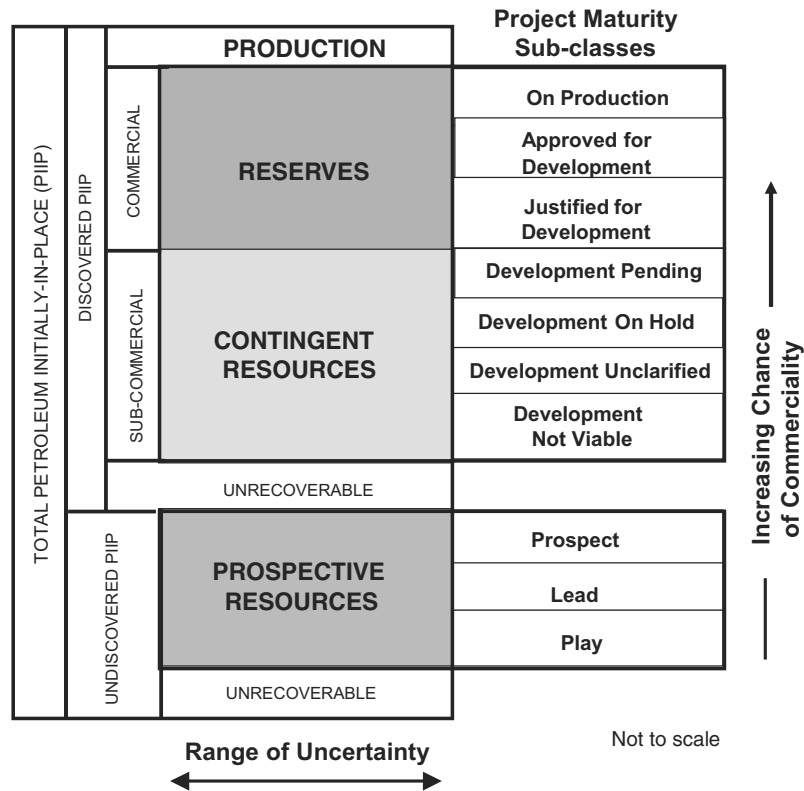 Project Maturity
Sub-classes
PRODUCTION
On Production
Approved for
Development
RESERVES
Justified for
Development
Development Pending
Development On Hold
CONTINGENT
RESOURCES
Development Unclarified
Development
Not Viable
UNRECOVERABLE
Prospect
PROSPECTIVE
RESOURCES
Lead
Play
UNRECOVERABLE
TOTAL PETROLEUM INITIALLY-IN-PLACE (PIIP)
DISCOVERED PIIP
UNDISCOVERED PIIP
COMMERCIAL
SUB-COMMERCIAL
Increasing Chance
of Commerciality
Range of Uncertainty
Not to scale